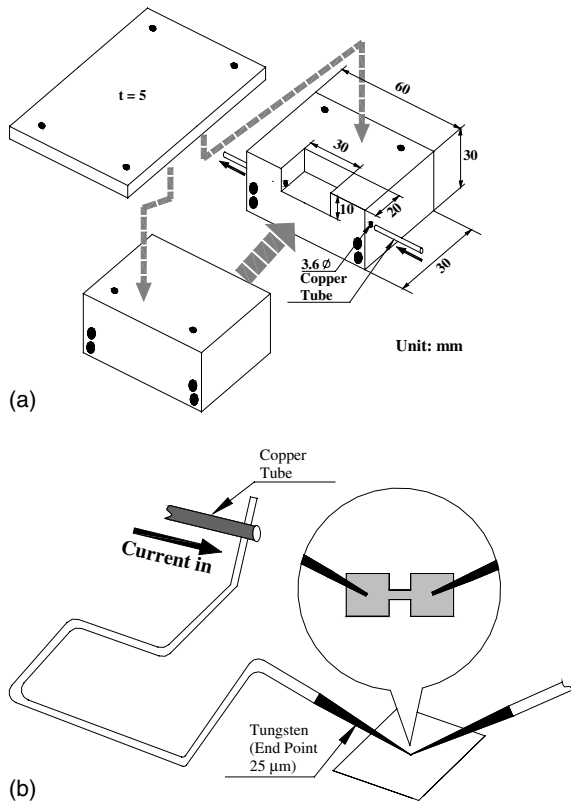 t = 5
60
30
30
10
20
3.6 ϕ
Copper
Tube
30
Unit: mm
(a)
Copper
Tube
Current in
Tungsten
(End Point
25 µm)
(b)